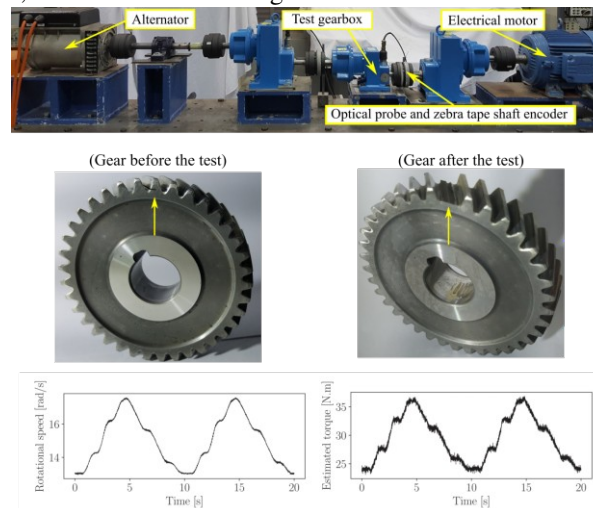 Alternator
Test gearbox
Electrical motor
Optical probe and zebra tape shaft encoder
(Gear before the test)
(Gear after the test)
Rotational speed [rad/s]
16
14
0
5
10
15
20
Time [s]
Estimated torque [N.m]
35
30
25
0
5
10
15
20
Time [s]